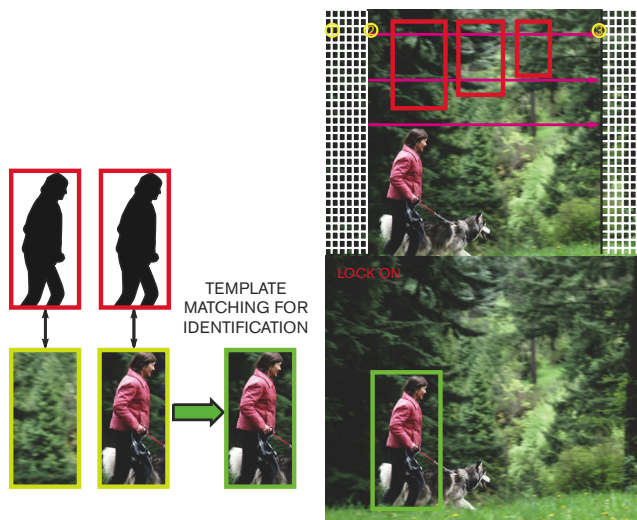 ① ② ③
LOCK ON
TEMPLATE
MATCHING FOR
IDENTIFICATION